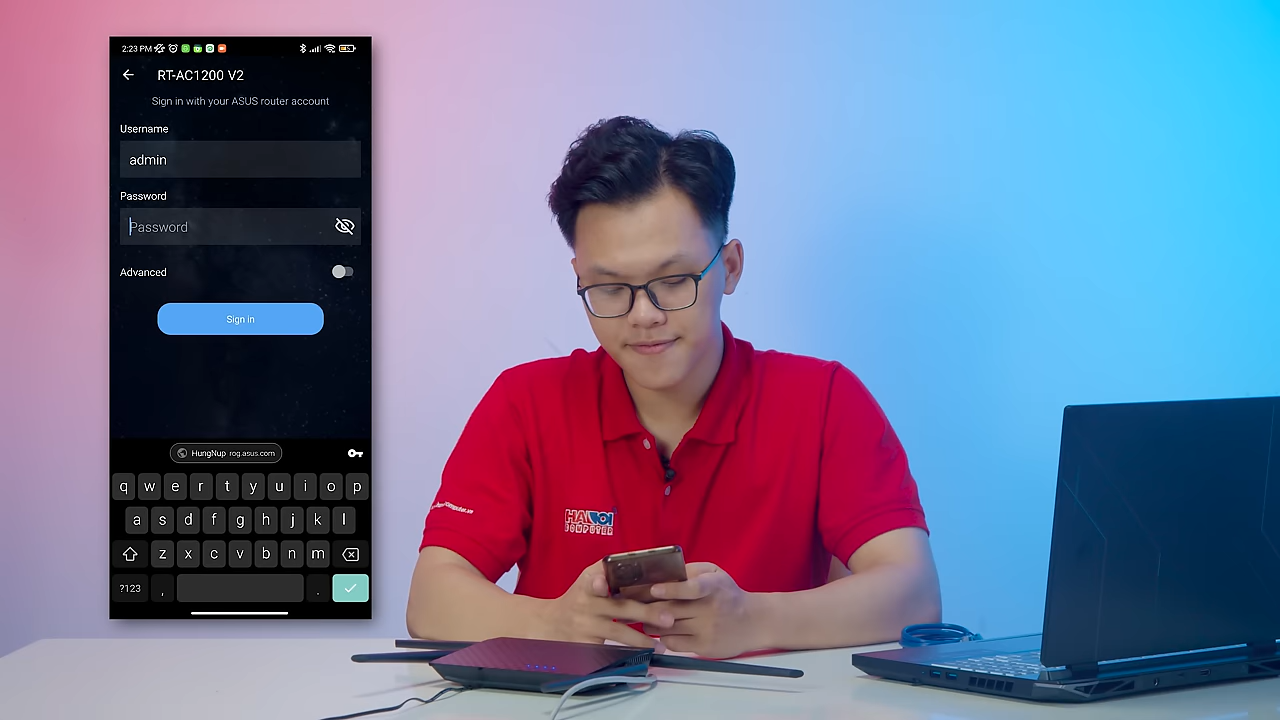 2:23 PM
RT-AC1200 V2
Sign in with your ASUS router account
Username
admin
Password
Password
Advanced
Sign in
HungNup rog.asus.com
q w e r t y u i o p
a s d f g h j k l
z x c v b n m
?123 , .
HANOI
COMPUTER